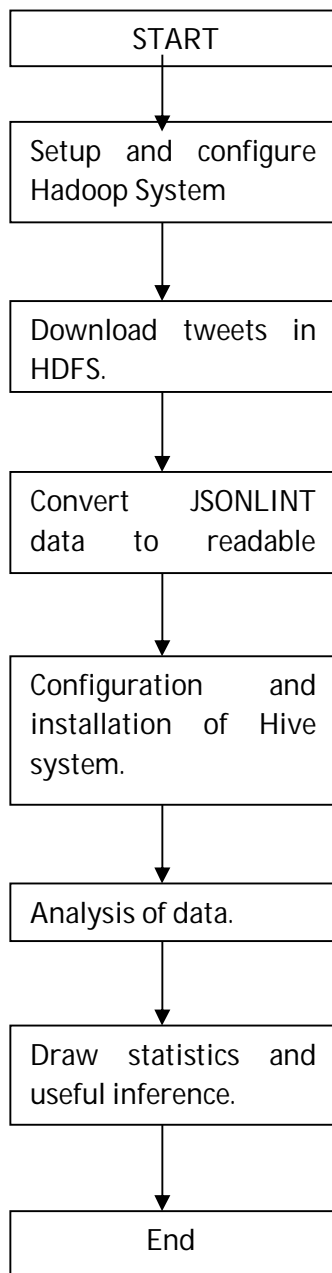 START
Setup and configure
Hadoop System
Download tweets in
HDFS.
Convert JSONLINT
data to readable
Configuration and
installation of Hive
system.
Analysis of data.
Draw statistics and
useful inference.
End